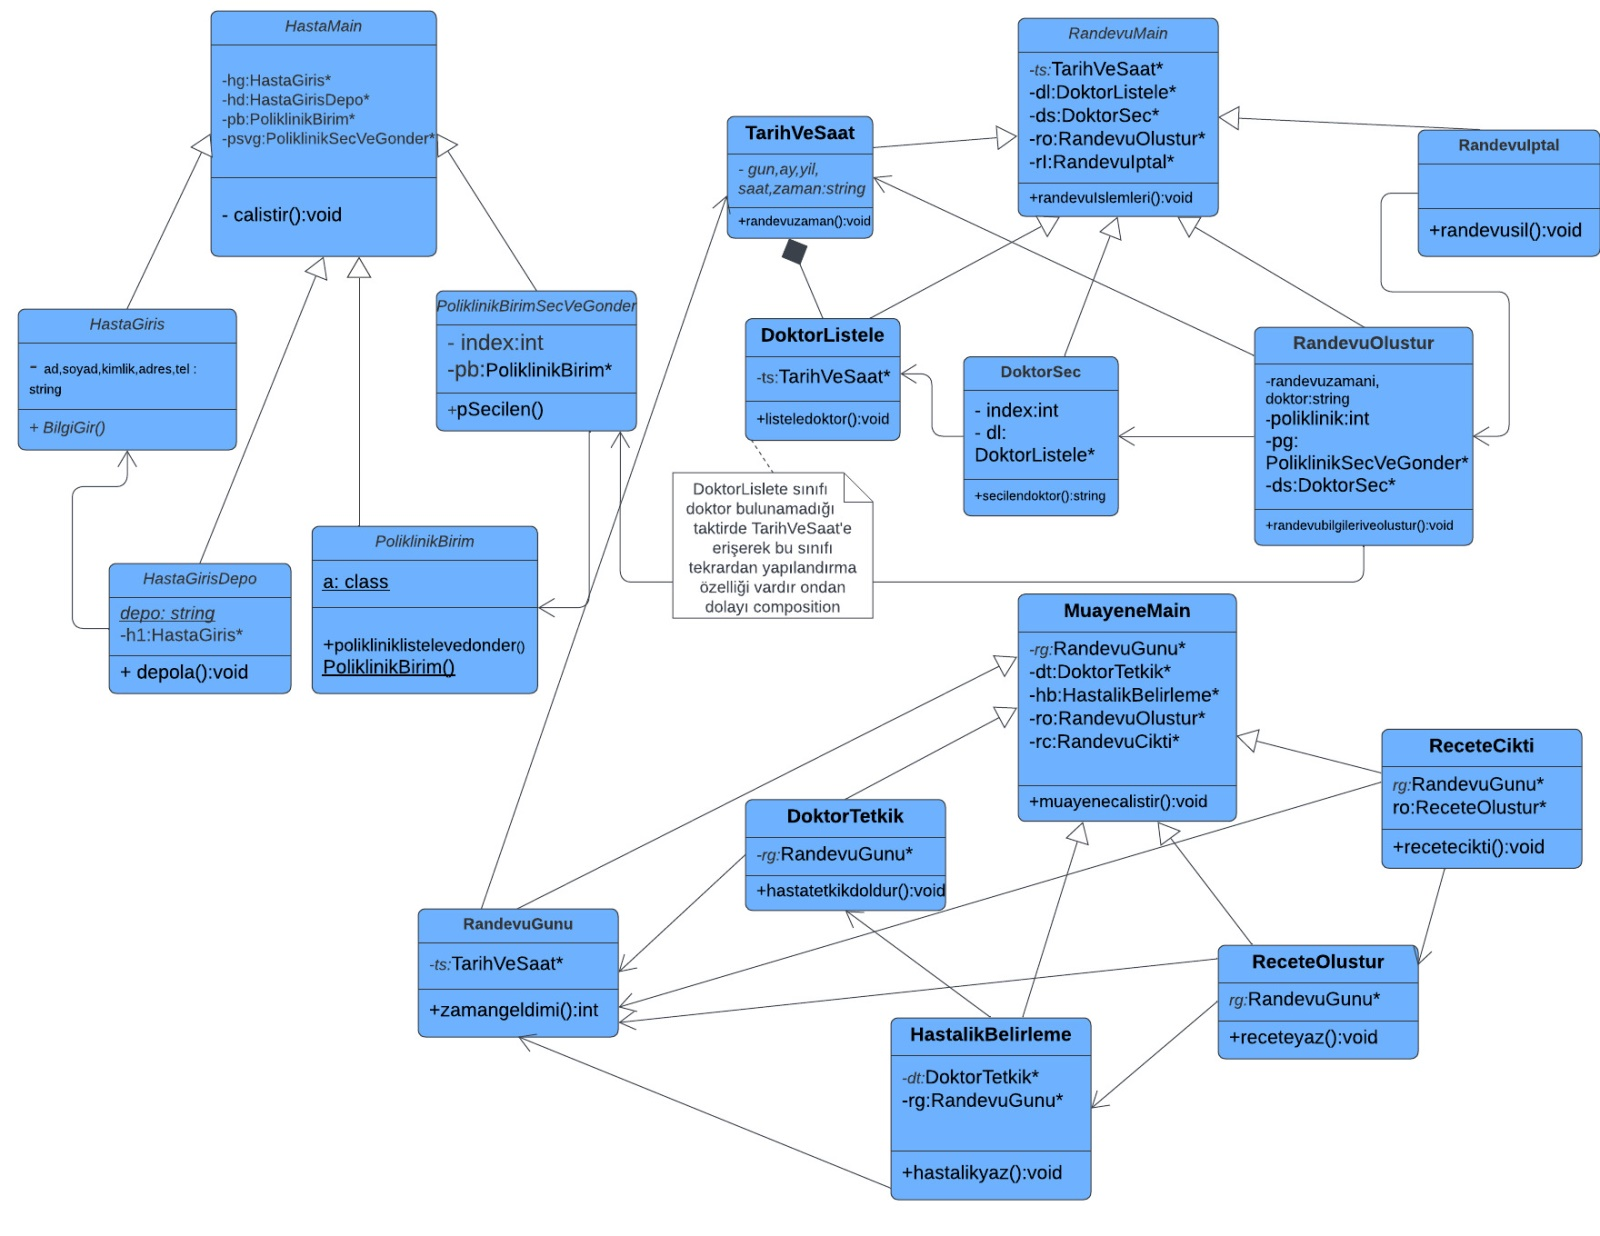 HastaMain
-hg:HastaGiris*
-hd:HastaGirisDepo*
-pb:PoliklinikBirim*
-psvg:PoliklinikSecVeGonder*
- calistir():void
HastaGiris
- ad,soyad,kimlik,adres,tel :
string
+ BilgiGir()
HastaGirisDepo
depo: string
-h1:HastaGiris*
+ depola():void
PoliklinikBirim
a: class
+polikliniklistelevedonder()
PoliklinikBirim()
PoliklinikBirimSecVeGonder
- index:int
-pb:PoliklinikBirim*
+pSecilen()
TarihVeSaat
- gun,ay,yil,
saat,zaman:string
+randevuzaman():void
RandevuMain
-ts:TarihVeSaat*
-dl:DoktorListele*
-ds:DoktorSec*
-ro:RandevuOlustur*
-rI:RandevuIptal*
+randevuIslemleri():void
RandevuIptal
+randevusil():void
DoktorListele
-ts:TarihVeSaat*
+listeledoktor():void
DoktorSec
- index:int
- dl:
DoktorListele*
+secilendoktor():string
RandevuOlustur
-randevuzamani,
doktor:string
-poliklinik:int
-pg:
PoliklinikSecVeGonder*
-ds:DoktorSec*
+randevubilgileriveolustur():void
DoktorLislete sınıfı
doktor bulunamadığı
taktirde TarihVeSaat'e
erişerek bu sınıfı
tekrardan yapılandırma
özelliği vardır ondan
dolayı composition
MuayeneMain
-rg:RandevuGunu*
-dt:DoktorTetkik*
-hb:HastalikBelirleme*
-ro:RandevuOlustur*
-rc:RandevuCikti*
+muayenecalistir():void
ReceteCikti
rg:RandevuGunu*
ro:ReceteOlustur*
+recetecikti():void
DoktorTetkik
-rg:RandevuGunu*
+hastatetkikdoldur():void
RandevuGunu
-ts:TarihVeSaat*
+zamangeldimi():int
ReceteOlustur
rg:RandevuGunu*
+receteyaz():void
HastalikBelirleme
-dt:DoktorTetkik*
-rg:RandevuGunu*
+hastalikyaz():void